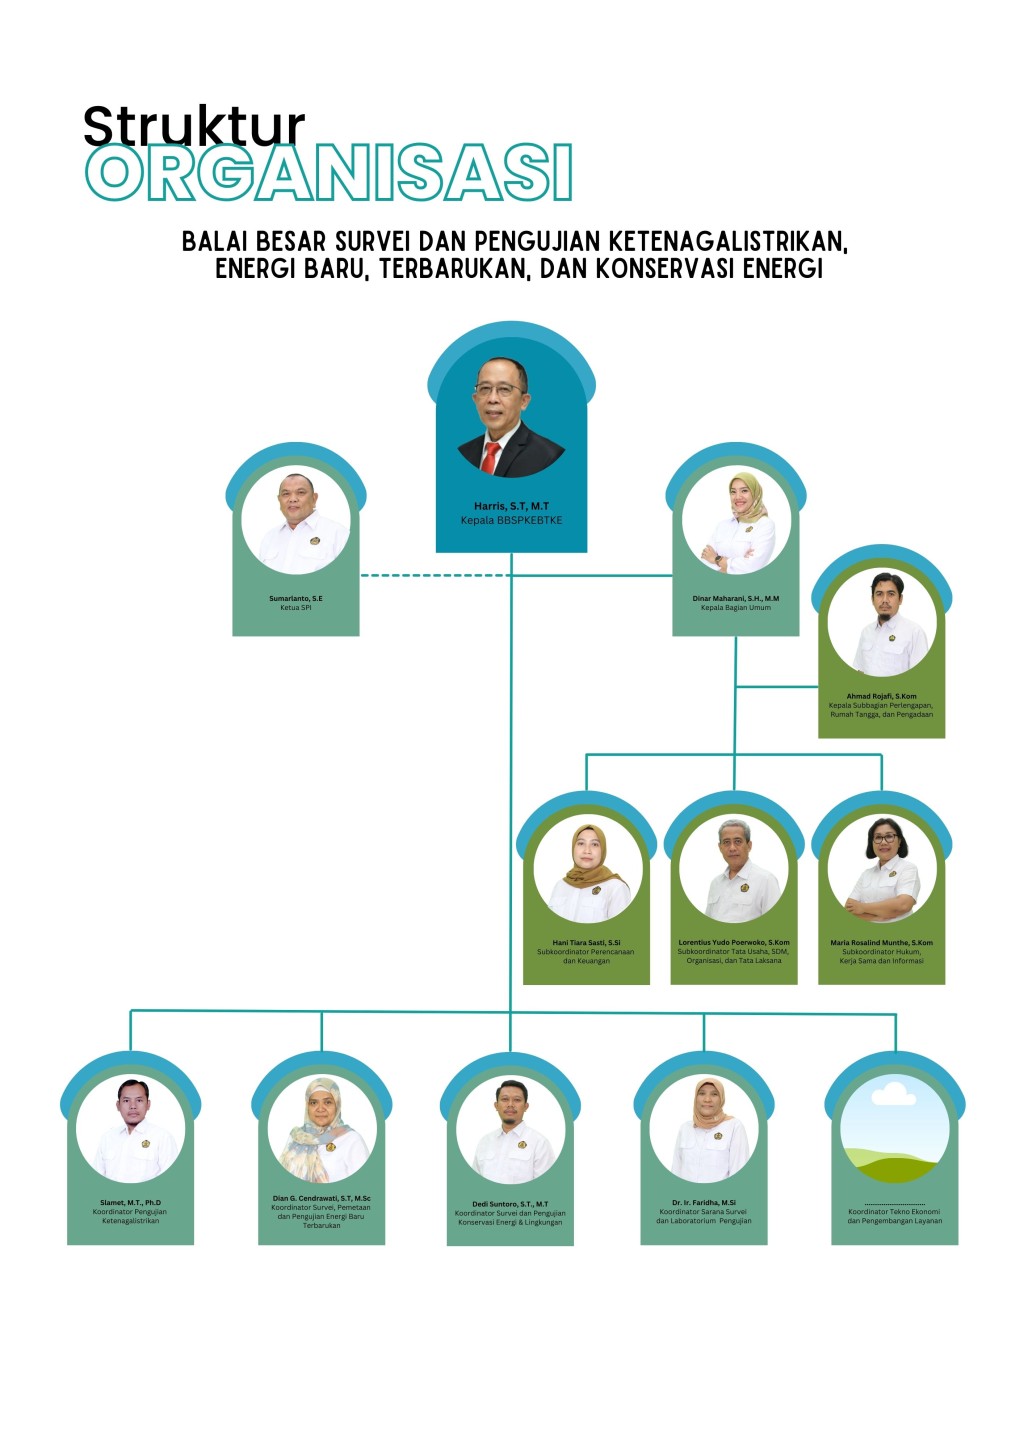 Struktur
ORGANISASI
BALAI BESAR SURVEI DAN PENGUJIAN KETENAGALISTRIKAN,
ENERGI BARU, TERBARUKAN, DAN KONSERVASI ENERGI
Harris, S.T, M.T
Kepala BBSPKEBTKE
Sumarlanto, S.E
Ketua SPI
Dinar Maharani, S.H., M.M
Kepala Bagian Umum
Ahmad Rojafi, S.Kom
Kepala Subbagian Perlengapan,
Rumah Tangga, dan Pengadaan
Hani Tiara Sasti, S.Si
Subkoordinator Perencanaan
dan Keuangan
Lorentius Yudo Poerwoko, S.Kom
Subkoordinator Tata Usaha, SDM,
Organisasi, dan Tata Laksana
Maria Rosalind Munthe, S.Kom
Subkoordinator Hukum,
Kerja Sama dan Informasi
Slamet, M.T., Ph.D
Koordinator Pengujian
Ketenagalistrikan
Dian G. Cendrawati, S.T, M.Sc
Koordinator Survei, Pemetaan
dan Pengujian Energi Baru
Terbarukan
Dedi Suntoro, S.T., M.T
Koordinator Survei dan Pengujian
Konservasi Energi & Lingkungan
Dr. Ir. Faridha, M.Si
Koordinator Sarana Survei
dan Laboratorium Pengujian
Koordinator Tekno Ekonomi
dan Pengembangan Layanan